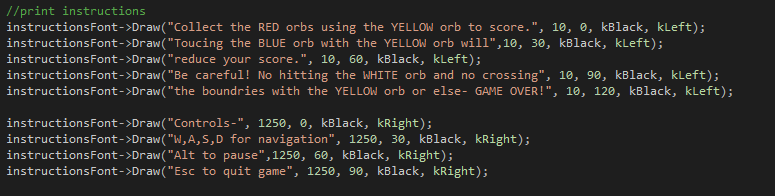 //print instructions
instructionsFont->Draw("Collect the RED orbs using the YELLOW orb to score.", 10, 0, kBlack, kLeft);
instructionsFont->Draw("Toucing the BLUE orb with the YELLOW orb will",10, 30, kBlack, kLeft);
instructionsFont->Draw("reduce your score.", 10, 60, kBlack, kLeft);
instructionsFont->Draw("Be careful! No hitting the WHITE orb and no crossing", 10, 90, kBlack, kLeft);
instructionsFont->Draw("the boundries with the YELLOW orb or else- GAME OVER!", 10, 120, kBlack, kLeft);
instructionsFont->Draw("Controls-", 1250, 0, kBlack, kRight);
instructionsFont->Draw("W,A,S,D for navigation", 1250, 30, kBlack, kRight);
instructionsFont->Draw("Alt to pause",1250, 60, kBlack, kRight);
instructionsFont->Draw("Esc to quit game", 1250, 90, kBlack, kRight);